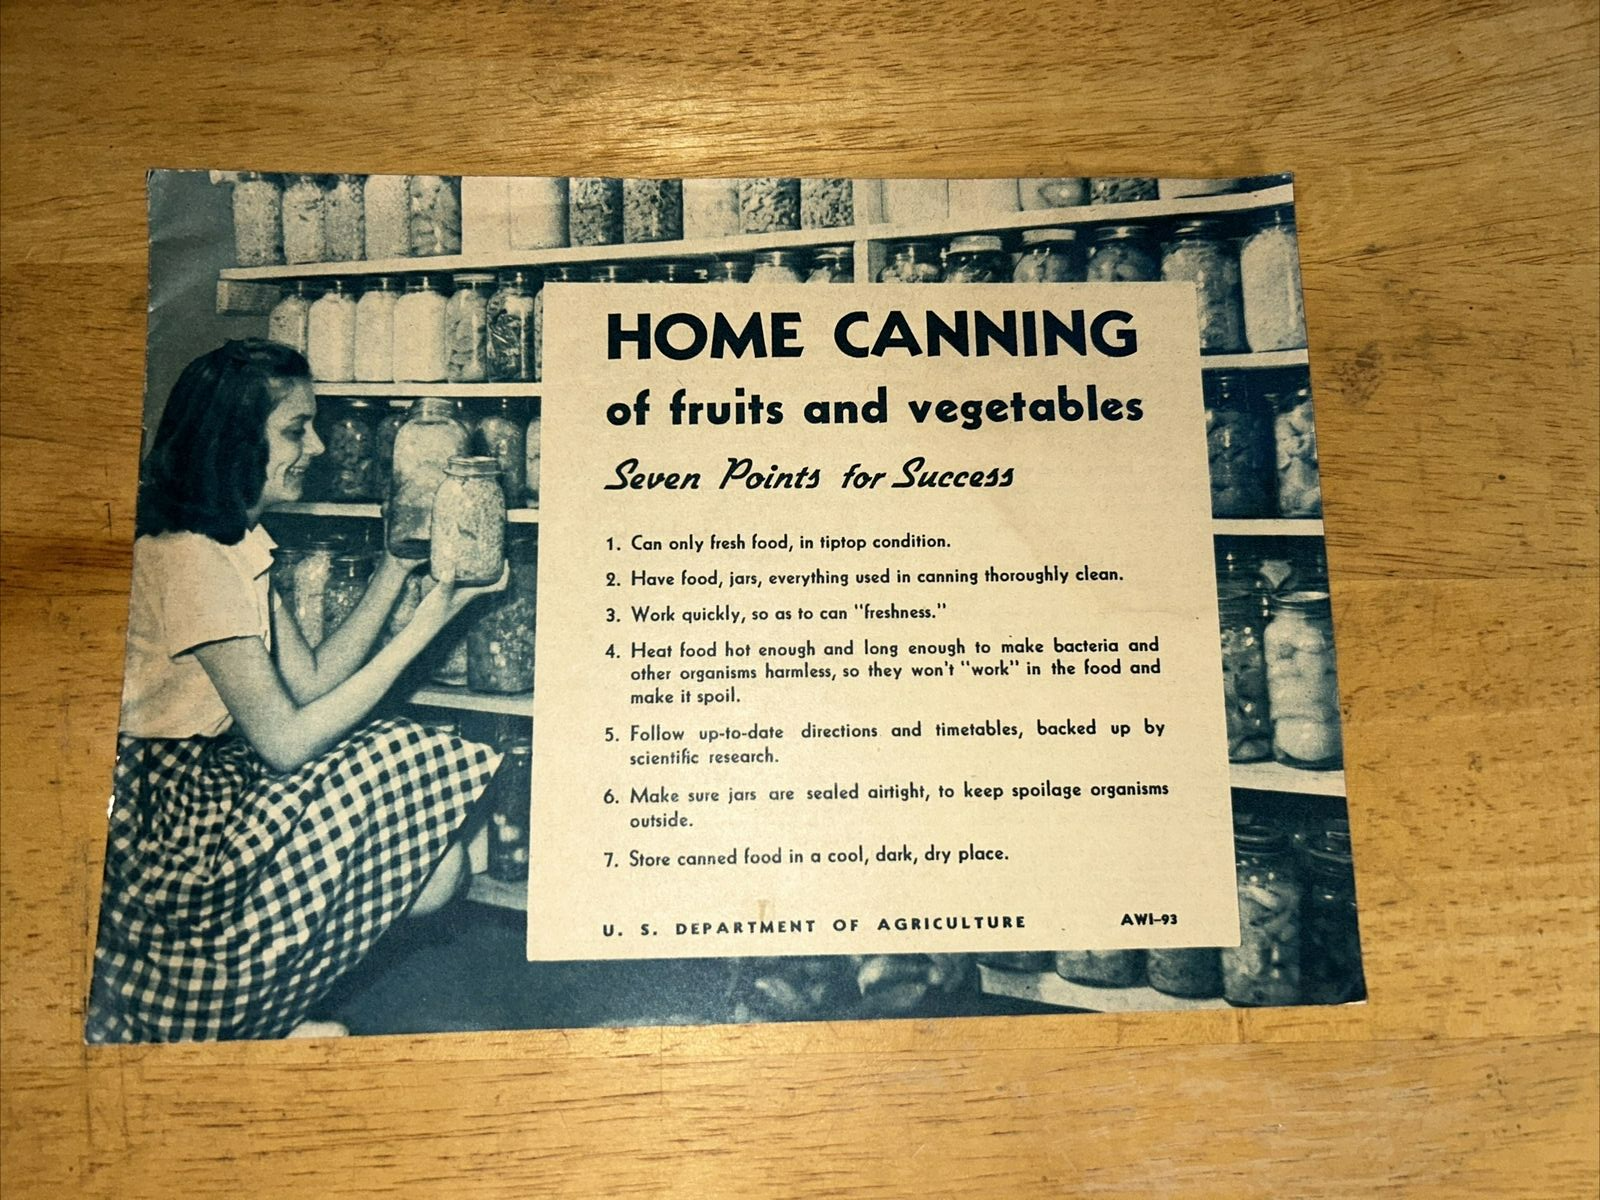 HOME CANNING
of fruits and vegetables
Seven Points for Success
1. Can only fresh food, in tiptop condition.
2. Have food, jars, everything used in canning thoroughly clean.
3. Work quickly, so as to can "freshness."
4. Heat food hot enough and long enough to make bacteria and
other organisms harmless, so they won't "work" in the food and
make it spoil.
5. Follow up-to-date directions and timetables, backed up by
scientific research.
6. Make sure jars are sealed airtight, to keep spoilage organisms
outside.
7. Store canned food in a cool, dark, dry place.
U. S. DEPARTMENT OF AGRICULTURE AWI-93